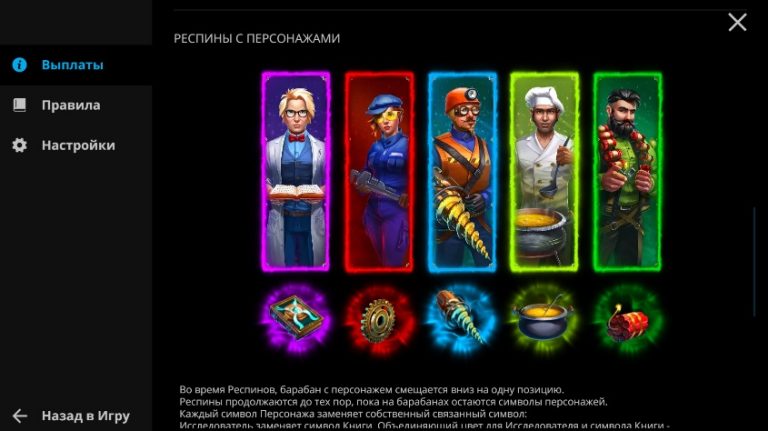 РЕСПИНЫ С ПЕРСОНАЖАМИ
Выплаты
Правила
Настройки
Во время Респинов, барабан с персонажем смещается вниз на одну позицию.
Респины продолжаются до тех пор, пока на барабанах остаются символы персонажей.
Каждый символ Персонажа заменяет собственный связанный символ:
Исследователь заменяет символ Книги. Объединяющий цвет для Исследователя и символа Книги -
Назад в Игру